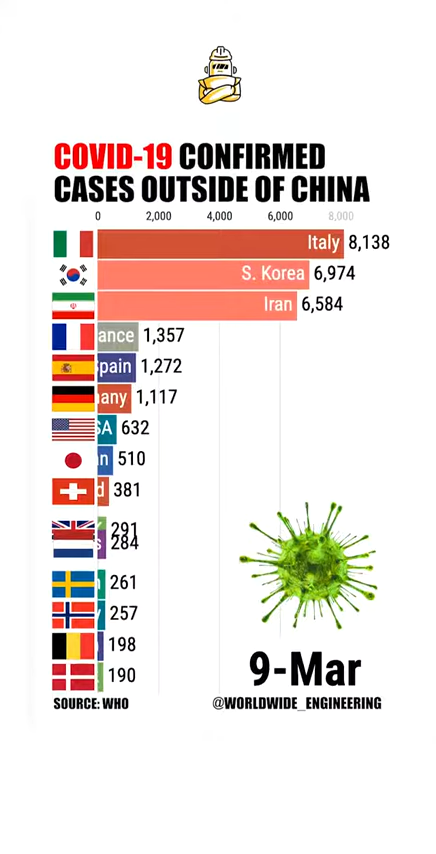 COVID-19 CONFIRMED
CASES OUTSIDE OF CHINA
0 2,000 4,000 6,000 8,000
Italy 8,138
S. Korea 6,974
Iran 6,584
ance 1,357
Spain 1,272
any 1,117
SA 632
n 510
d 381
291
s 284
261
257
198
190
9-Mar
SOURCE: WHO @WORLDWIDE_ENGINEERING